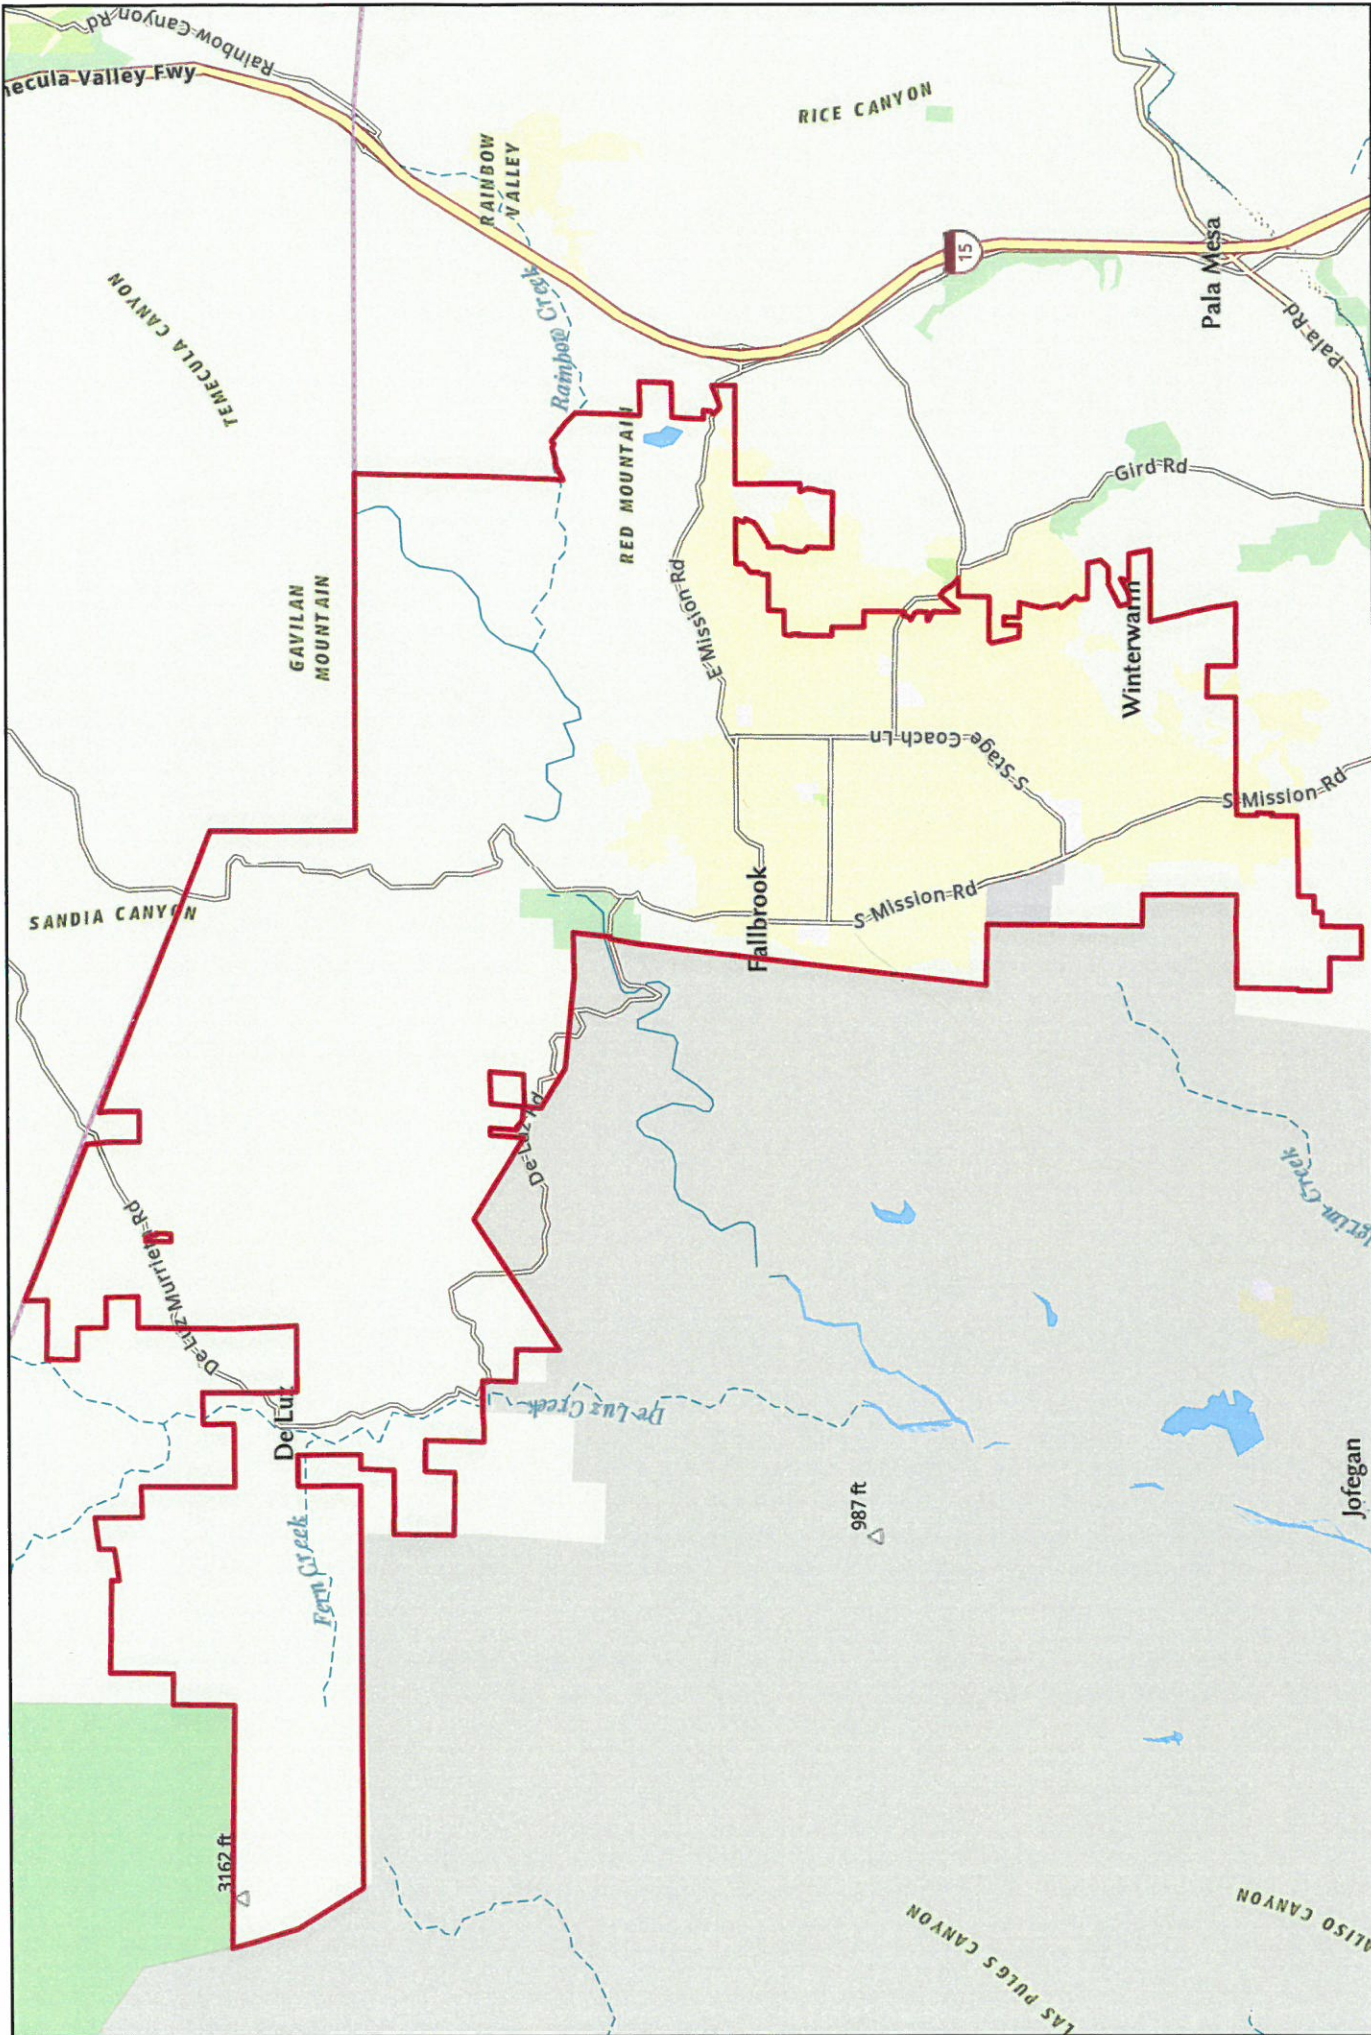 Rainbow Canyon Rd
ecula Valley Fwy
RICE CANYON
RAINBOW
VALLEY
TEMECULA CANYON
15
Pala Mesa
Pala Rd
Rainbow Creek
RED MOUNTAIN
Gird Rd
GAVILAN
MOUNTAIN
E Mission Rd
Winterwarm
Stage Coach Ln
S Stage
S Mission Rd
SANDIA CANYON
Fallbrook
S Mission Rd
De Luz Rd
De Luz Murrieta Rd
De Luz
De Luz Creek
Fern Creek
987 ft
Jofegan
3162 ft
LAS PULGS CANYON
ALISO CANYON